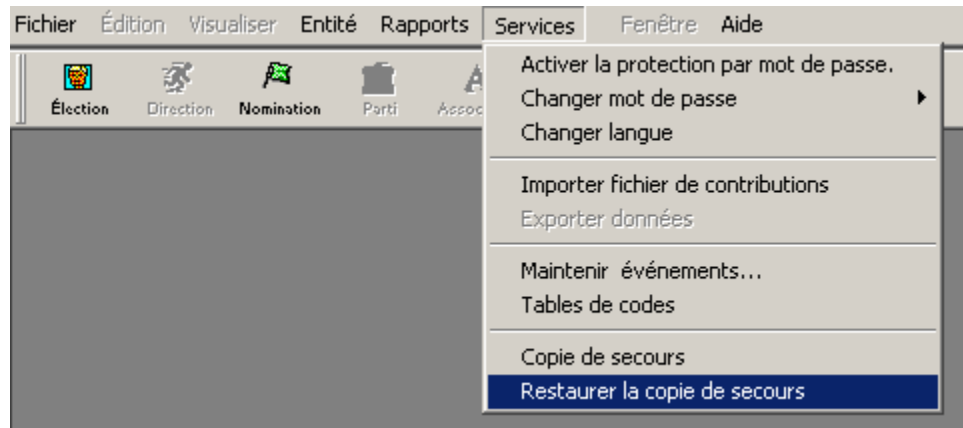 Fichier Édition Visualiser Entité Rapports Services Fenêtre Aide
Élection Direction Nomination Parti
Activer la protection par mot de passe.
Changer mot de passe
Changer langue
Importer fichier de contributions
Exporter données
Maintenir événements...
Tables de codes
Copie de secours
Restaurer la copie de secours